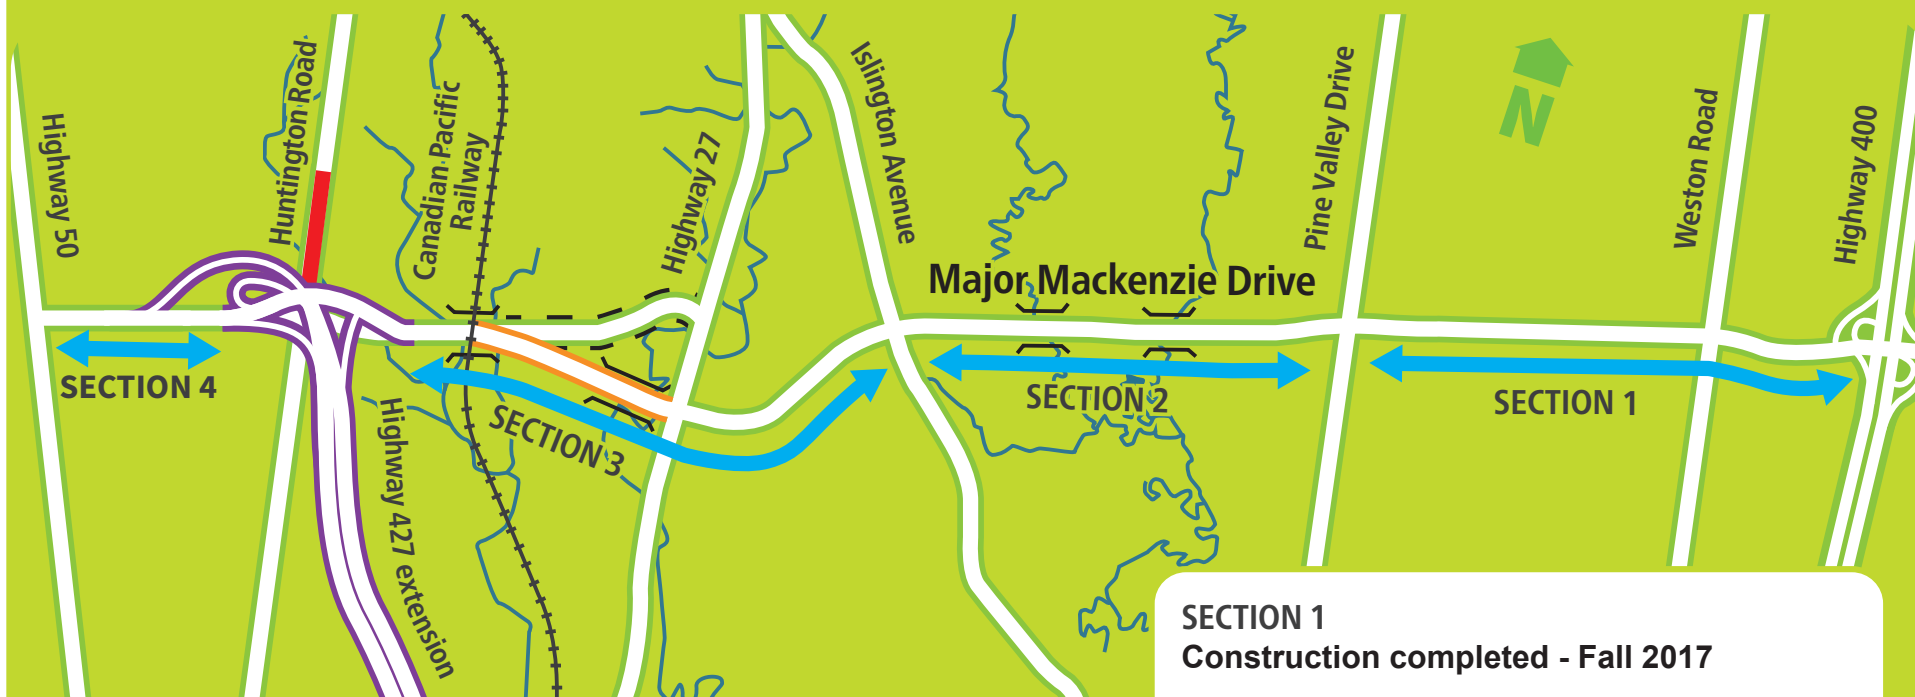 Highway 50
Huntington Road
Canadian Pacific
Railway
Highway 27
Islington Avenue
Pine Valley Drive
N
Weston Road
Highway 400
Major Mackenzie Drive
SECTION 4
SECTION 3
SECTION 2
SECTION 1
Highway 427 extension
SECTION 1
Construction completed - Fall 2017